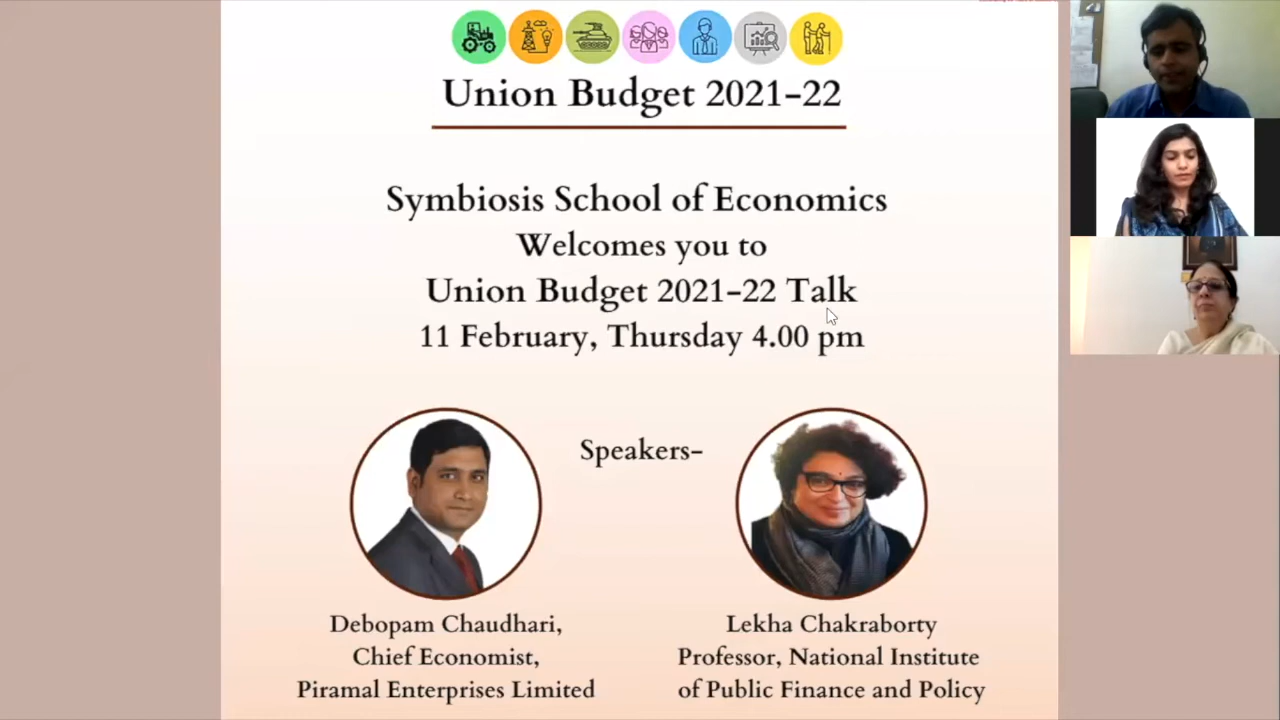 Union Budget 2021-22
Symbiosis School of Economics
Welcomes you to
Union Budget 2021-22 Talk
11 February, Thursday 4.00 pm
Speakers-
Debopam Chaudhari,
Chief Economist,
Piramal Enterprises Limited
Lekha Chakraborty
Professor, National Institute
of Public Finance and Policy